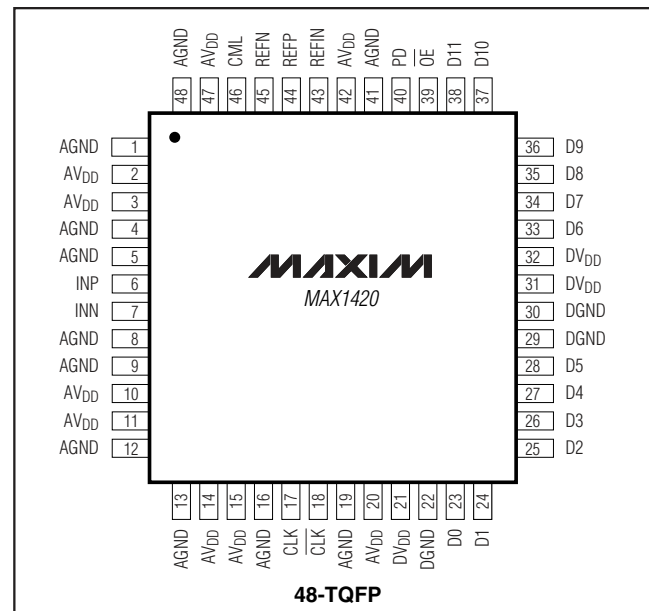 AGND AVDD CML REFN REFP REFIN AVDD AGND PD OE D11 D10
48 47 46 45 44 43 42 41 40 39 38 37
AGND 1 36 D9
AVDD 2 35 D8
AVDD 3 34 D7
AGND 4 33 D6
AGND 5 32 DVDD
INP 6 31 DVDD
INN 7 30 DGND
AGND 8 29 DGND
AGND 9 28 D5
AVDD 10 27 D4
AVDD 11 26 D3
AGND 12 25 D2
MAXIM
MAX1420
13 14 15 16 17 18 19 20 21 22 23 24
AGND AVDD AVDD AGND CLK CLK AGND AVDD DVDD DGND D0 D1
48-TQFP